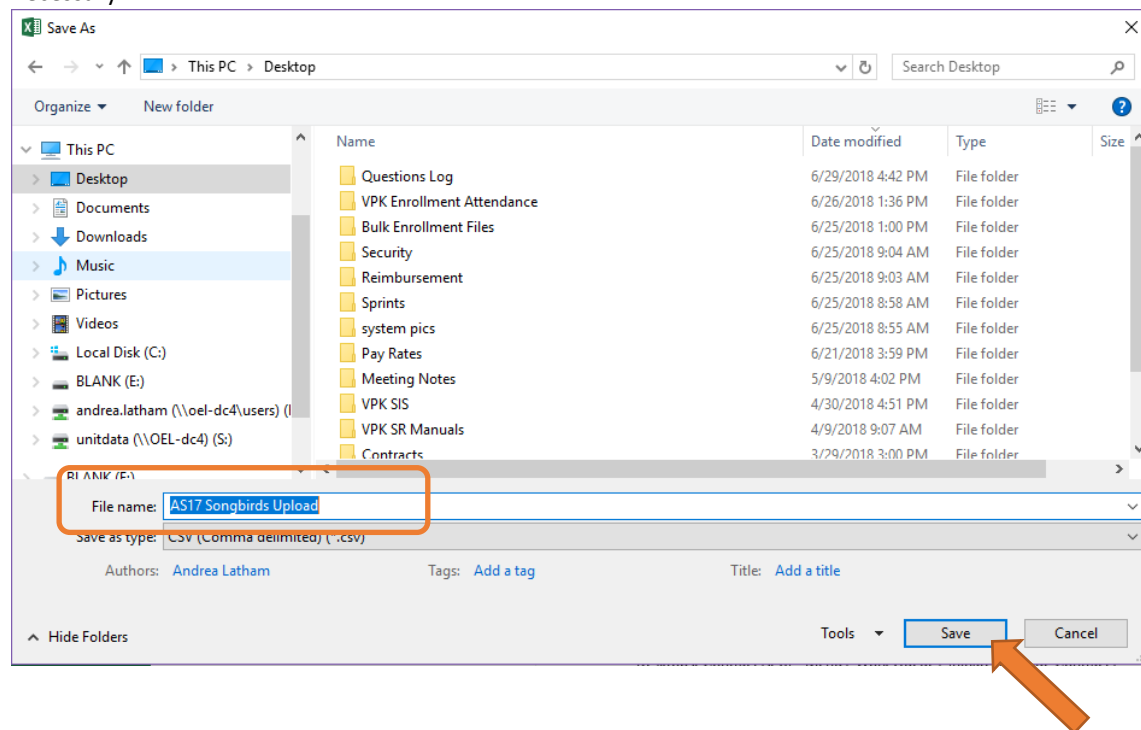 Save As
This PC > Desktop
Search Desktop
Organize
New folder
?
This PC
Desktop
Documents
Downloads
Music
Pictures
Videos
Local Disk (C:)
BLANK (E:)
andrea.latham (\\oel-dc4\users) (
unitdata (\\OEL-dc4) (S:)
BLANK (E:)
Name Date modified Type Size
Questions Log 6/29/2018 4:42 PM File folder
VPK Enrollment Attendance 6/26/2018 1:36 PM File folder
Bulk Enrollment Files 6/25/2018 1:00 PM File folder
Security 6/25/2018 9:04 AM File folder
Reimbursement 6/25/2018 9:03 AM File folder
Sprints 6/25/2018 8:58 AM File folder
system pics 6/25/2018 8:55 AM File folder
Pay Rates 6/21/2018 3:59 PM File folder
Meeting Notes 5/9/2018 4:02 PM File folder
VPK SIS 4/30/2018 4:51 PM File folder
VPK SR Manuals 4/9/2018 9:07 AM File folder
Contracts 3/29/2018 3:00 PM File folder
File name: AS17 Songbirds Upload
Save as type: CSV (Comma delimited) (*.csv)
Authors: Andrea Latham Tags: Add a tag Title: Add a title
Hide Folders
Tools Save Cancel